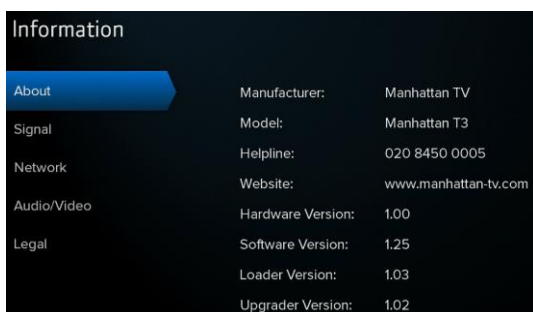 Information
About
Signal
Network
Audio/Video
Legal
Manufacturer: Manhattan TV
Model: Manhattan T3
Helpline: 020 8450 0005
Website: www.manhattan-tv.com
Hardware Version: 1.00
Software Version: 1.25
Loader Version: 1.03
Upgrader Version: 1.02